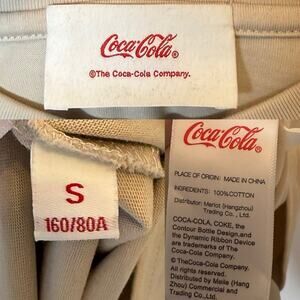 Coca-Cola®
©The Coca-Cola Company.
S
160/80A
Coca-Cola
PLACE OF ORIGIN: MADE IN CHINA
INGREDIENTS: 100%COTTON
Distributor: Merlot (Hangzhou)
Trading Co., Ltd.
COCA-COLA, COKE, the
Contour Bottle Design,and
the Dynamic Ribbon Device
are trademarks of The
Coca-Cola Company.
©TheCoca-Cola Company.
All rights reserved.
Distributed by Meila (Hang
Zhou) Commercial and
Trading Co., Ltd.